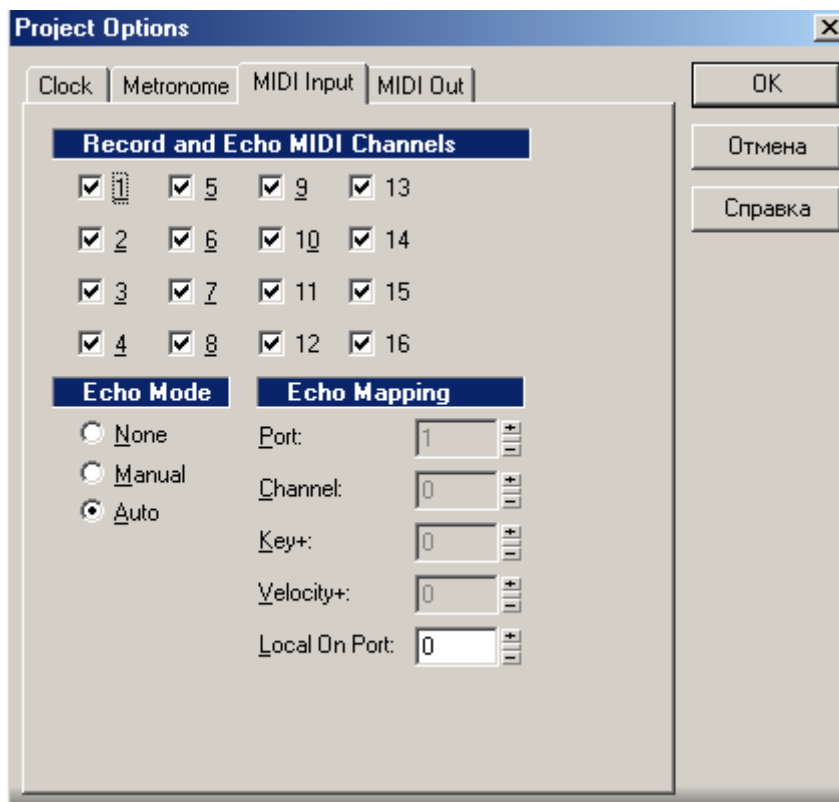 Project Options
Clock Metronome MIDI Input MIDI Out
OK
Отмена
Справка
Record and Echo MIDI Channels
1 5 9 13
2 6 10 14
3 7 11 15
4 8 12 16
Echo Mode Echo Mapping
None Port: 1
Manual Channel: 0
Auto Key+: 0
Velocity+: 0
Local On Port: 0